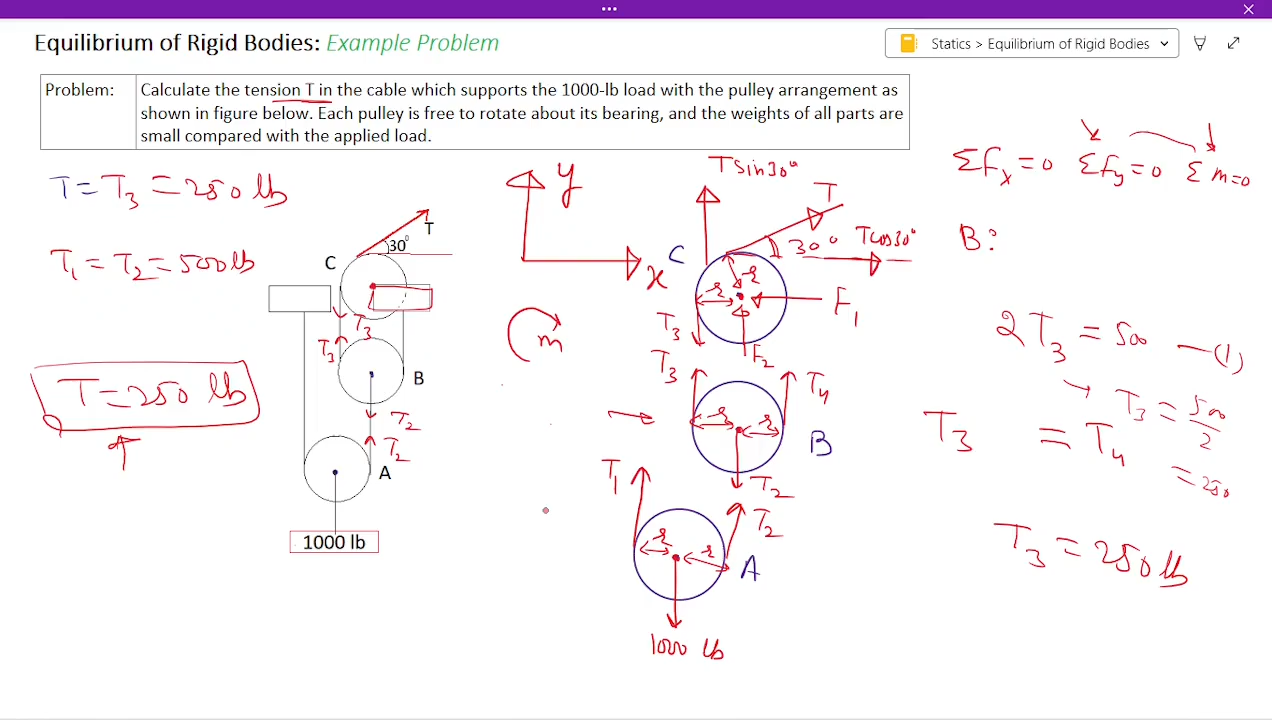 Equilibrium of Rigid Bodies: Example Problem
Statics > Equilibrium of Rigid Bodies
Problem:
Calculate the tension T in the cable which supports the 1000-lb load with the pulley arrangement as
shown in figure below. Each pulley is free to rotate about its bearing, and the weights of all parts are
small compared with the applied load.
T = T3 = 250 lb
T1 = T2 = 500 lb
T = 250 lb
T
30°
C
T3
T3
B
T2
T2
A
1000 lb
y
x
m
T sin30°
T
30°
T cos30°
C
r
r
F1
T3
F2
T3
T4
r
r
B
T2
T1
T2
r
r
A
1000 lb
ΣFx = 0 ΣFy = 0 Σm = 0
B:
2T3 = 500 — (1)
→ T3 = 500/2
= 250
T3 = T4
T3 = 250 lb